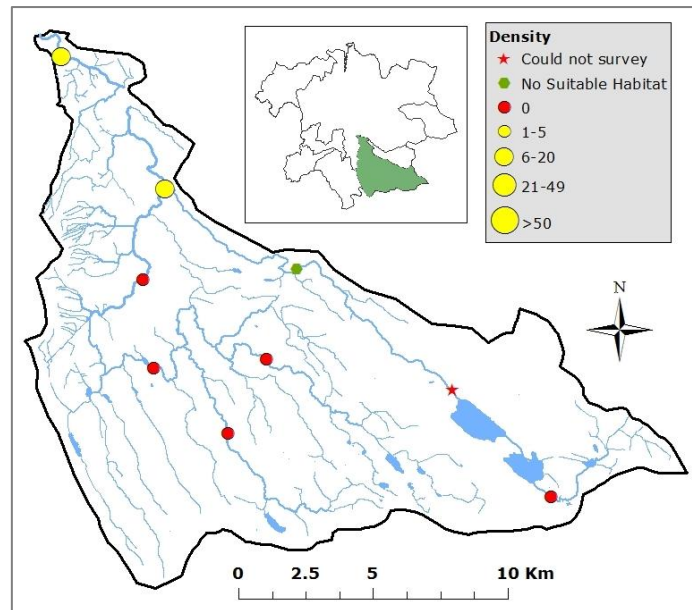 Density
Could not survey
No Suitable Habitat
0
1-5
6-20
21-49
>50
N
0 2.5 5 10 Km